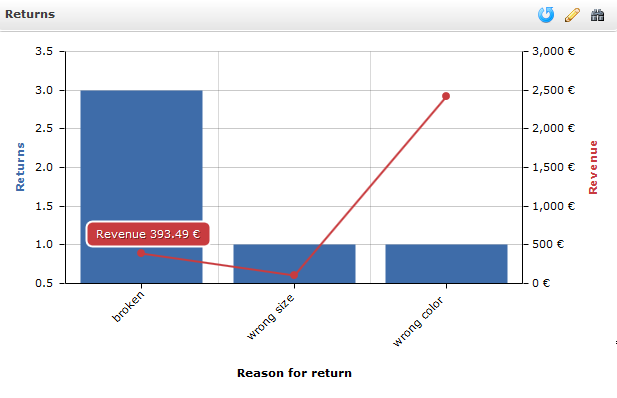 Returns
3.5
3.0
2.5
2.0
1.5
1.0
0.5
Returns
3,000 €
2,500 €
2,000 €
1,500 €
1,000 €
500 €
0 €
Revenue
Revenue 393.49 €
broken
wrong size
wrong color
Reason for return